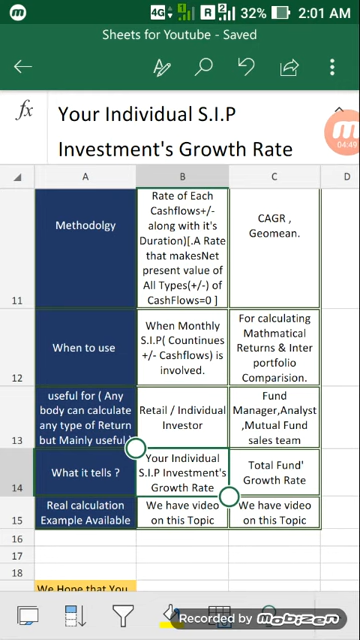 4G R 2 32% 2:01 AM
Sheets for Youtube - Saved
fx Your Individual S.I.P
Investment's Growth Rate
04:49
A B C D
11
Methodolgy
Rate of Each
Cashflows+/-
along with it's
Duration)[.A Rate
that makesNet
present value of
All Types(+/-) of
CashFlows=0 ]
CAGR ,
Geomean.
12
When to use
When Monthly
S.I.P( Countinues
+/- Cashflows) is
involved.
For calculating
Mathmatical
Returns & Inter
portfolio
Comparision.
13
useful for ( Any
body can calculate
any type of Return
but Mainly useful
Retail / Individual
Investor
Fund
Manager,Analyst
,Mutual Fund
sales team
14
What it tells ?
Your Individual
S.I.P Investment's
Growth Rate
Total Fund'
Growth Rate
15
Real calculation
Example Available
We have video
on this Topic
We have video
on this Topic
16
17
18
We Hope that You
Recorded by mobizen